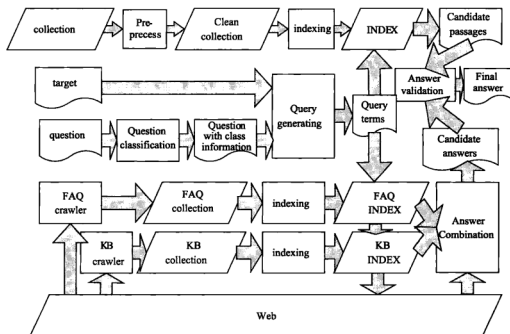 collection
Pre-
prepcess
Clean
collection
indexing
INDEX
Candidate
passages
target
Query
generating
Query
terms
Answer
validation
Final
answer
question
Question
classification
Question
with class
information
Candidate
answers
FAQ
crawler
FAQ
collection
indexing
FAQ
INDEX
Answer
Combination
KB
crawler
KB
collection
indexing
KB
INDEX
Web